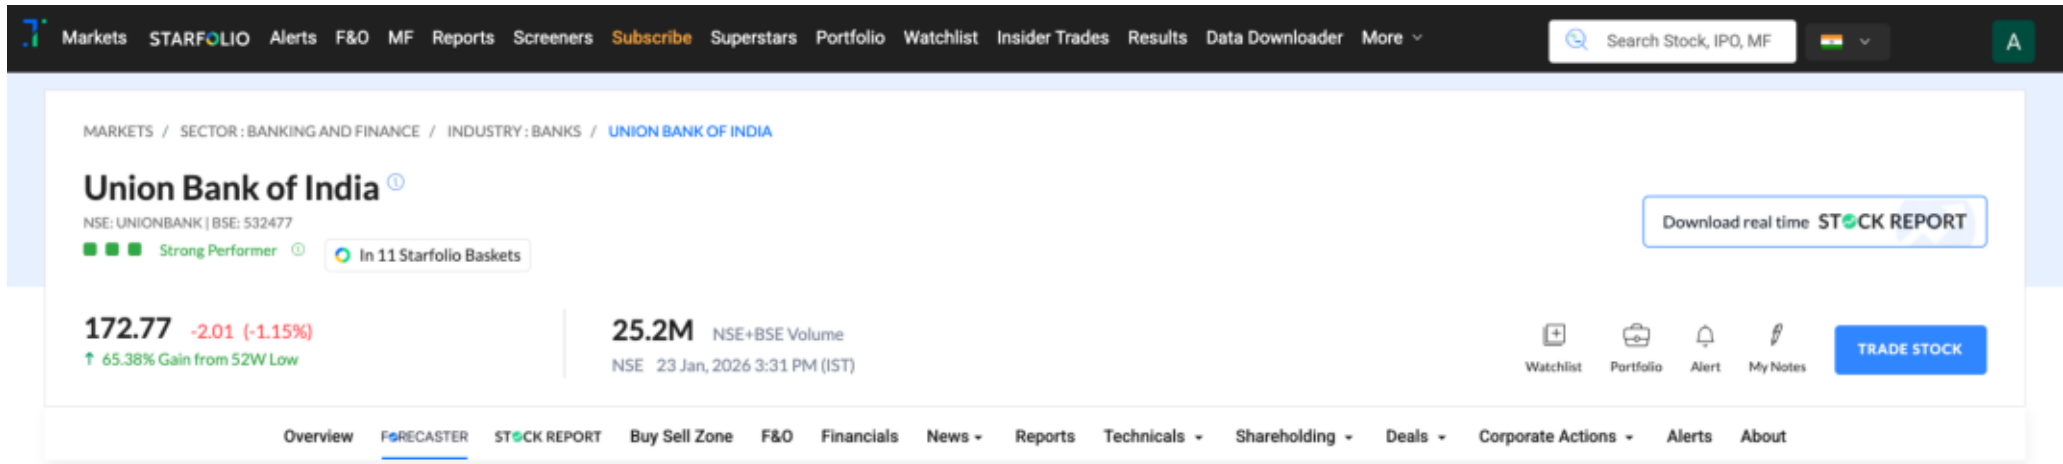 Markets STARFOLIO Alerts F&O MF Reports Screeners Subscribe Superstars Portfolio Watchlist Insider Trades Results Data Downloader More Search Stock, IPO, MF A
MARKETS / SECTOR : BANKING AND FINANCE / INDUSTRY : BANKS / UNION BANK OF INDIA
Union Bank of India
NSE: UNIONBANK | BSE: 532477
Strong Performer In 11 Starfolio Baskets
Download real time STOCK REPORT
172.77 -2.01 (-1.15%)
65.38% Gain from 52W Low
25.2M NSE+BSE Volume
NSE 23 Jan, 2026 3:31 PM (IST)
Watchlist Portfolio Alert My Notes TRADE STOCK
Overview FORECASTER STOCK REPORT Buy Sell Zone F&O Financials News Reports Technicals Shareholding Deals Corporate Actions Alerts About